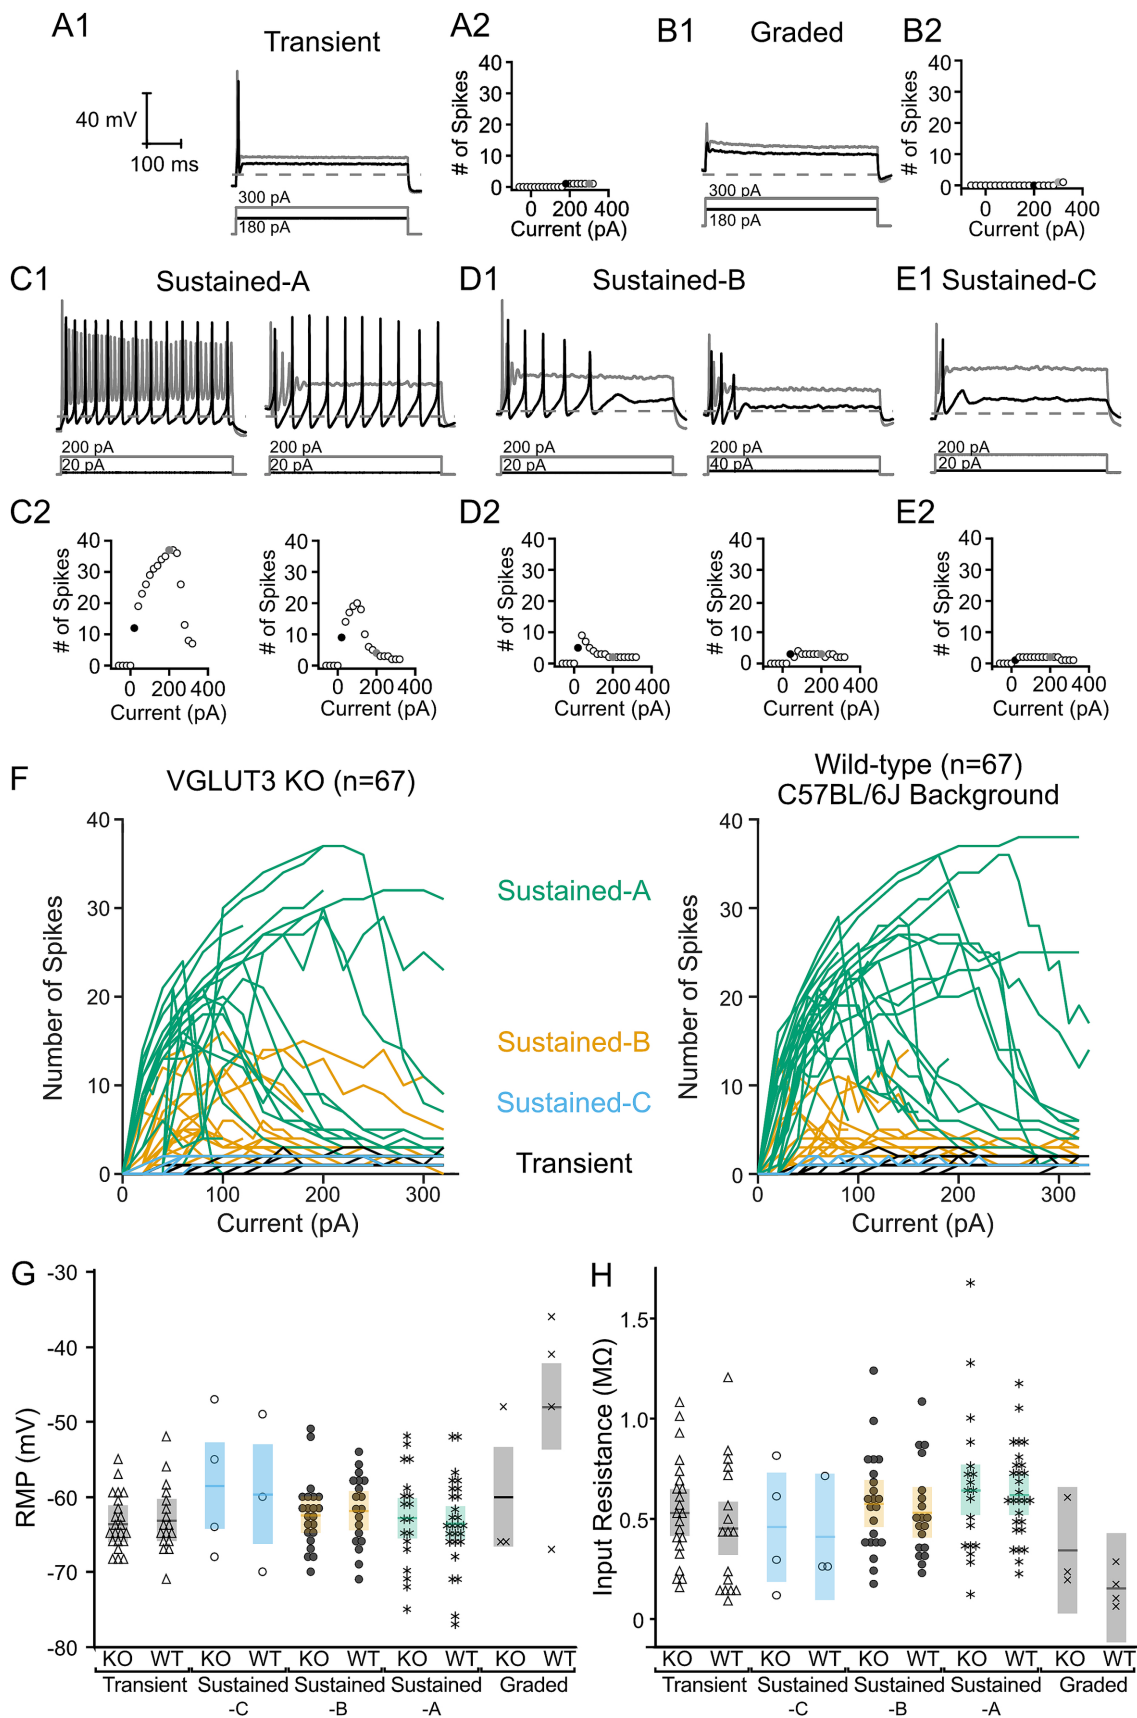 A1
Transient
A2
B1
Graded
B2
40 mV
100 ms
300 pA
180 pA
# of Spikes
40
30
20
10
0
0 200 400
Current (pA)
300 pA
180 pA
# of Spikes
40
30
20
10
0
0 200 400
Current (pA)
C1
Sustained-A
D1
Sustained-B
E1 Sustained-C
200 pA
20 pA
200 pA
20 pA
200 pA
20 pA
200 pA
40 pA
200 pA
20 pA
C2
D2
E2
# of Spikes
40
30
20
10
0
0 200 400
Current (pA)
# of Spikes
40
30
20
10
0
0 200 400
Current (pA)
# of Spikes
40
30
20
10
0
0 200 400
Current (pA)
# of Spikes
40
30
20
10
0
0 200 400
Current (pA)
# of Spikes
40
30
20
10
0
0 200 400
Current (pA)
F
VGLUT3 KO (n=67)
Wild-type (n=67)
C57BL/6J Background
Number of Spikes
40
30
20
10
0
0 100 200 300
Current (pA)
Sustained-A
Sustained-B
Sustained-C
Transient
Number of Spikes
40
30
20
10
0
0 100 200 300
Current (pA)
G
RMP (mV)
-30
-40
-50
-60
-70
-80
KO WT KO WT KO WT KO WT KO WT
Transient Sustained Sustained Sustained Graded
-C -B -A
H
Input Resistance (MΩ)
1.5
1.0
0.5
0
KO WT KO WT KO WT KO WT KO WT
Transient Sustained Sustained Sustained Graded
-C -B -A